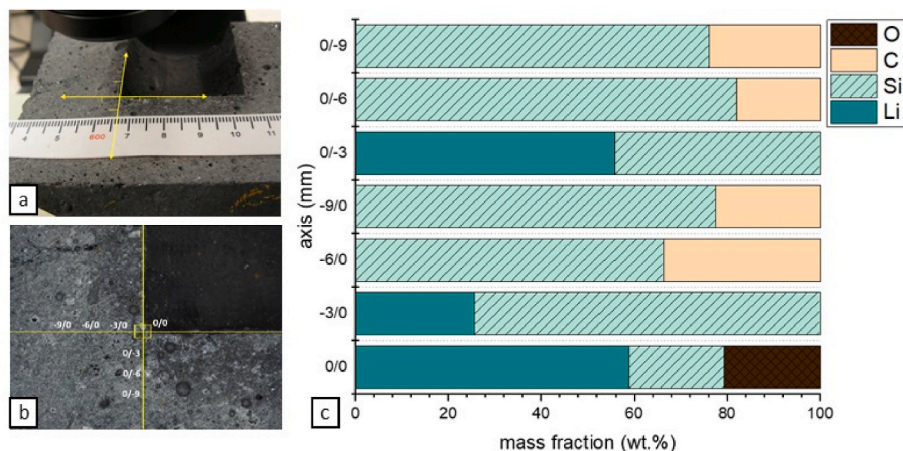 4 5 600 7 8 9 10 11
a
-9/0 -6/0 -3/0 0/0
0/-3
0/-6
0/-9
b
0/-9
0/-6
0/-3
-9/0
-6/0
-3/0
0/0
axis (mm)
0 20 40 60 80 100
mass fraction (wt.%)
c
O
C
Si
Li